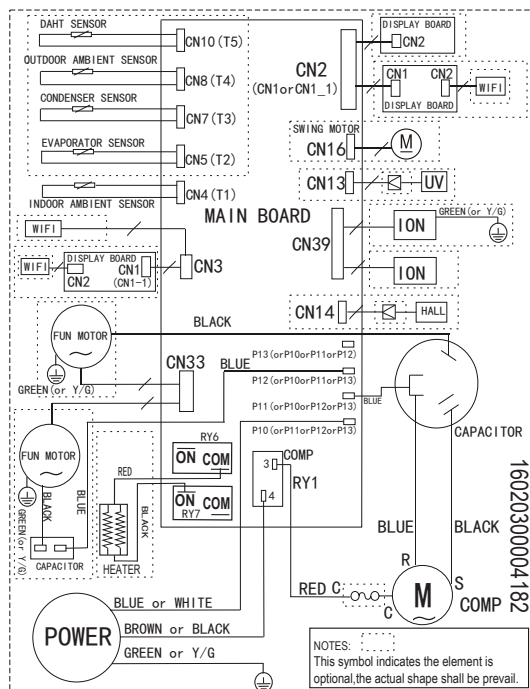 DAHT SENSOR
CN10(T5)
OUTDOOR AMBIENT SENSOR
CN8(T4)
CONDENSER SENSOR
CN7(T3)
EVAPORATOR SENSOR
CN5(T2)
CN4(T1)
INDOOR AMBIENT SENSOR
WIFI
WIFI
DISPLAY BOARD
CN2
CN1
(CN1-1)
CN3
MAIN BOARD
CN2
(CN1orCN1_1)
DISPLAY BOARD
CN2
CN1
CN2
DISPLAY BOARD
WIFI
SWING MOTOR
CN16
M
CN13
UV
GREEN(or Y/G)
ION
CN39
ION
CN14
HALL
BLACK
FUN MOTOR
GREEN(or Y/G)
CN33
BLUE
P13(orP10orP11orP12)
P12(orP10orP11orP13)
P11(orP10orP12orP13)
P10(orP11orP12orP13)
BLUE
CAPACITOR
FUN MOTOR
GREEN(or Y/G)
BLACK
BLUE
CAPACITOR
RED
BLACK
HEATER
RY6
ON COM
ON COM
RY7
COMP
3
4
RY1
BLUE
BLACK
R
S
C
M
COMP
RED C
16020300004182
POWER
BLUE or WHITE
BROWN or BLACK
GREEN or Y/G
NOTES:
This symbol indicates the element is
optional,the actual shape shall be prevail.